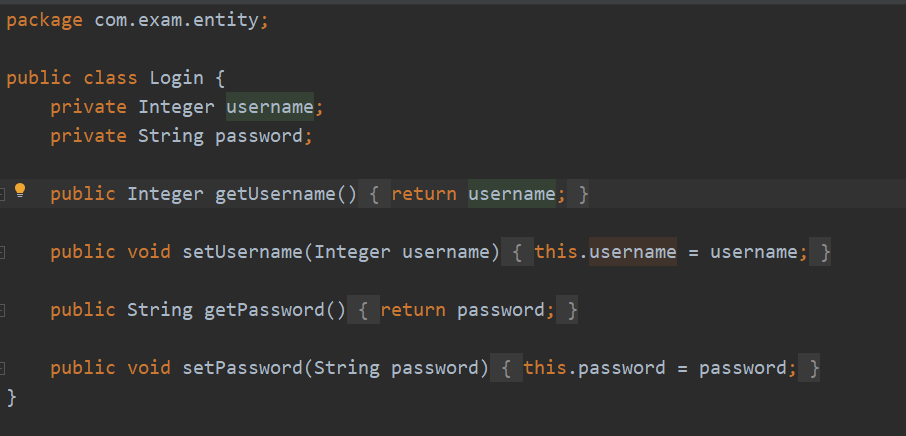 package com.exam.entity;
public class Login {
private Integer username;
private String password;
public Integer getUsername() { return username; }
public void setUsername(Integer username) { this.username = username; }
public String getPassword() { return password; }
public void setPassword(String password) { this.password = password; }
}